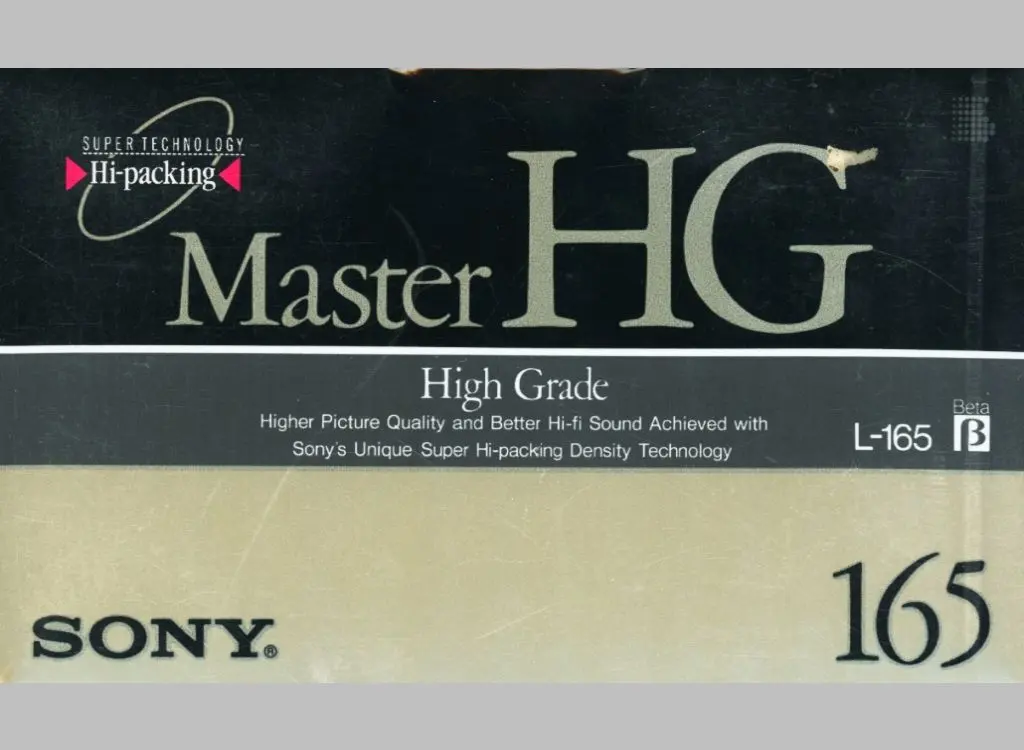 SUPER TECHNOLOGY
Hi-packing
Master HG
High Grade
Higher Picture Quality and Better Hi-fi Sound Achieved with
Sony's Unique Super Hi-packing Density Technology
Beta
L-165 β
165
SONY®